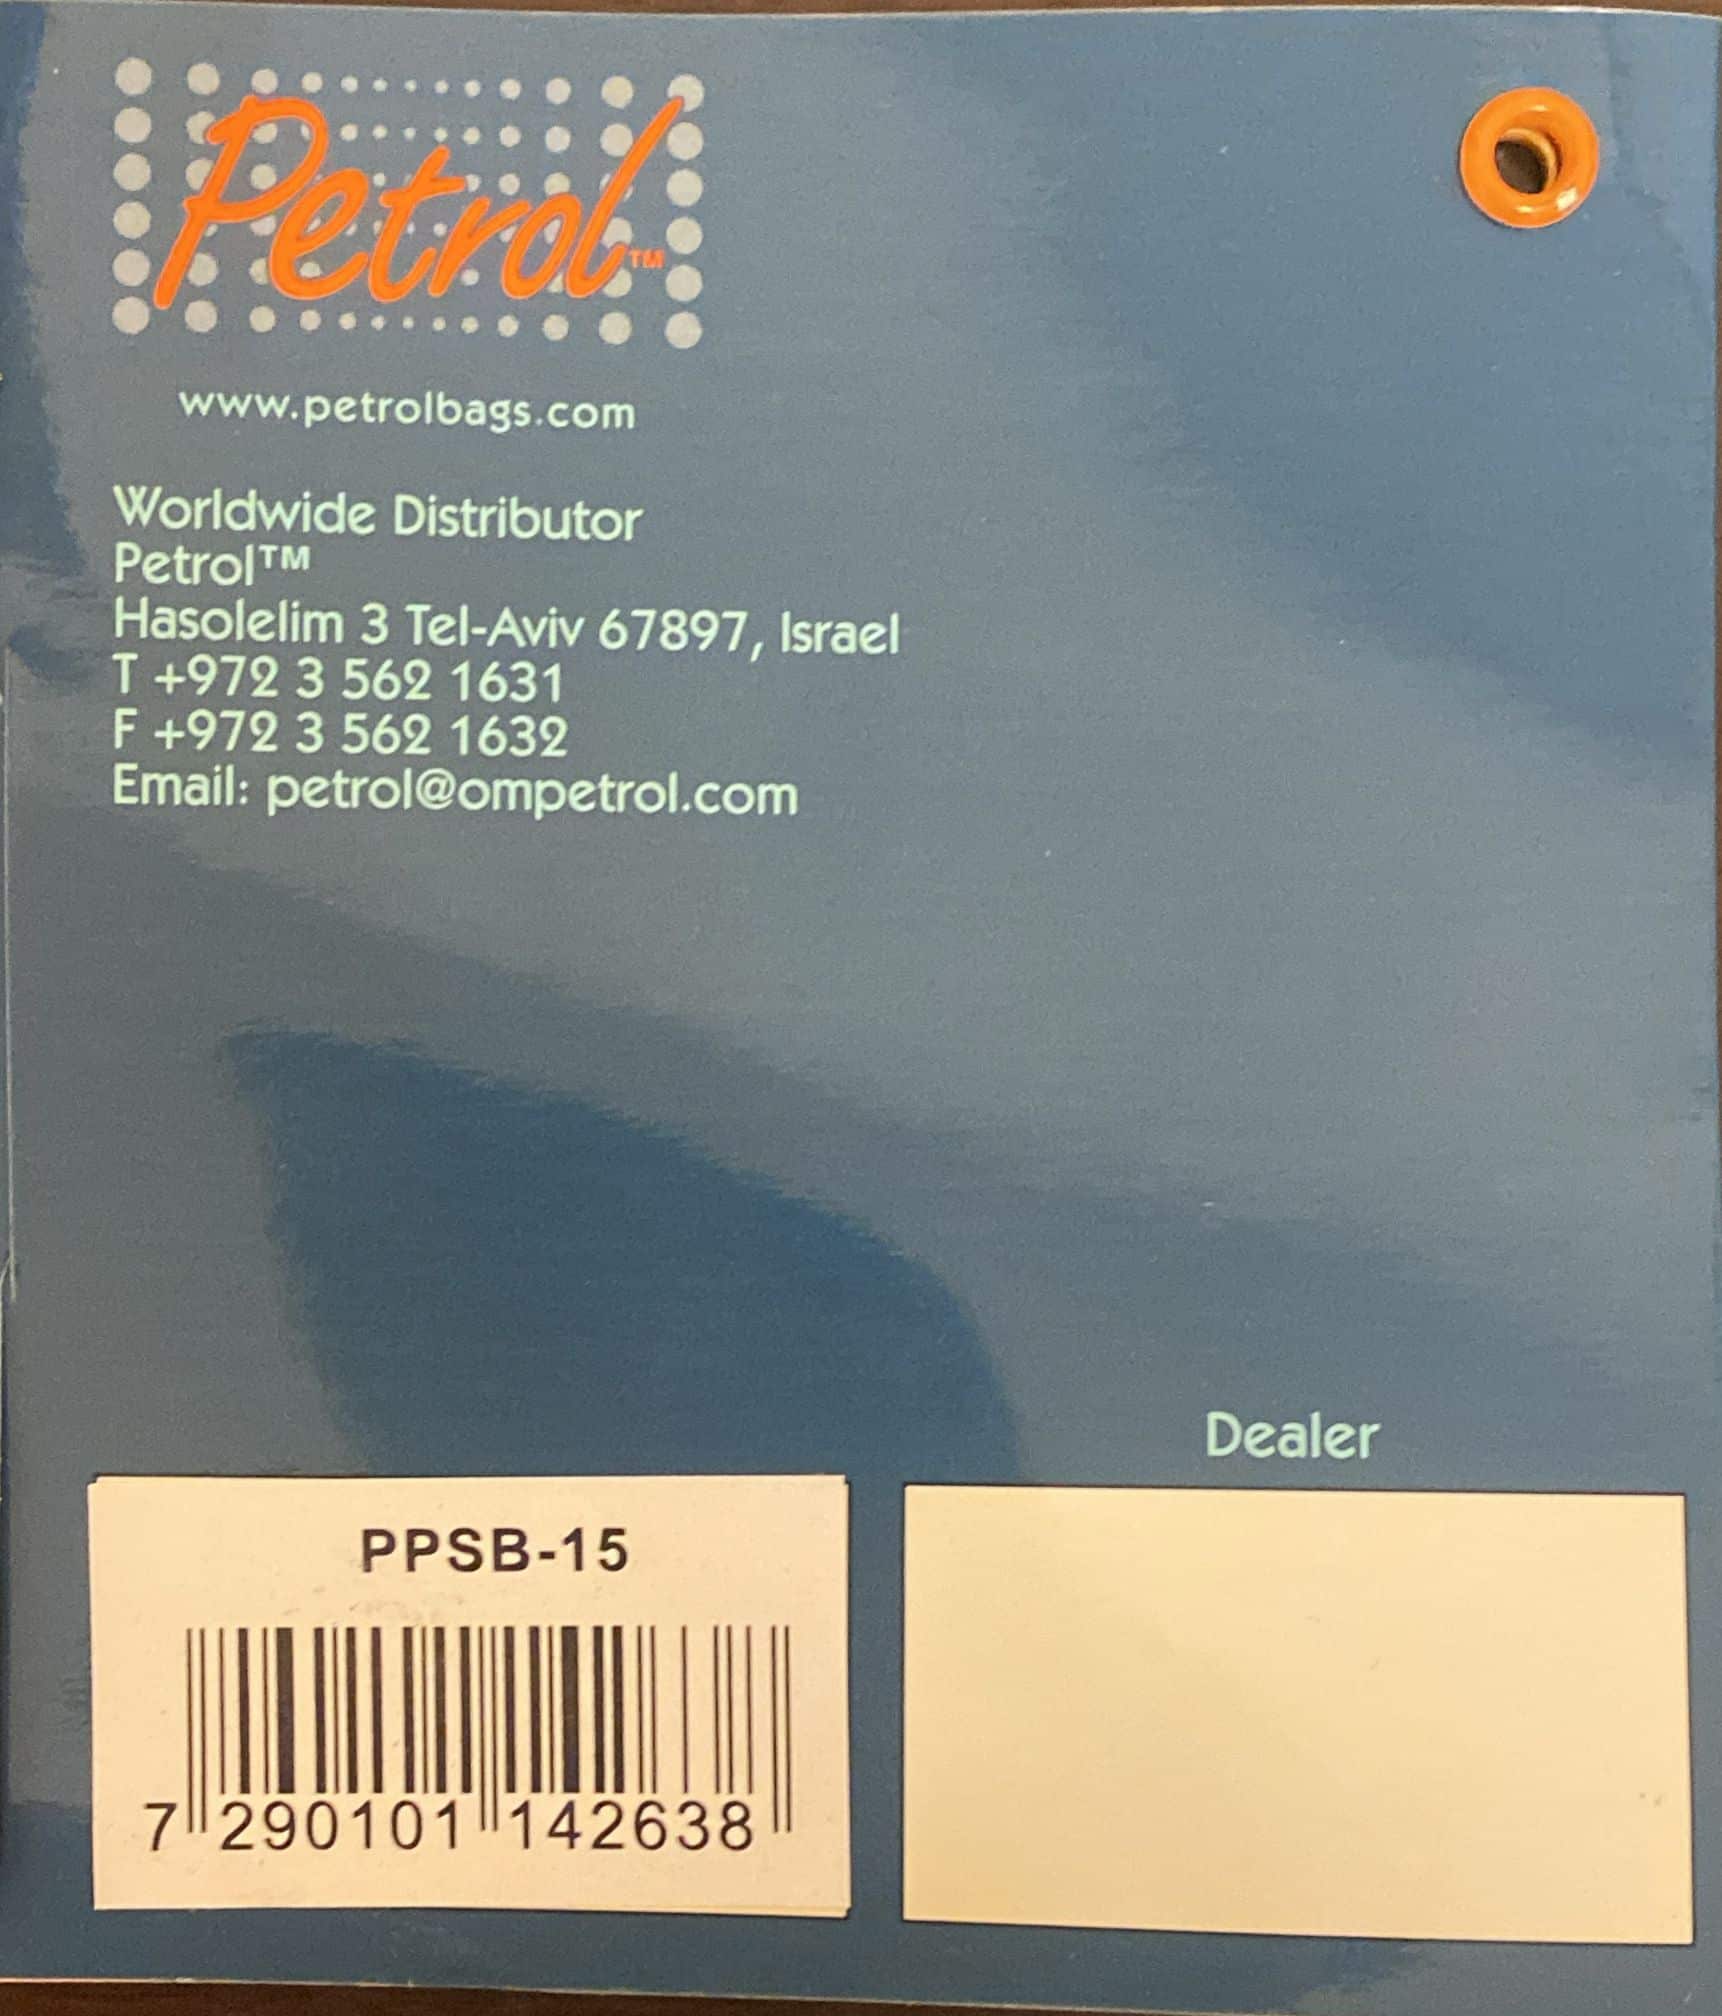 Petrol™
www.petrolbags.com
Worldwide Distributor
Petrol™
Hasolelim 3 Tel-Aviv 67897, Israel
T +972 3 562 1631
F +972 3 562 1632
Email: petrol@ompetrol.com
Dealer
PPSB-15
7 290101 142638